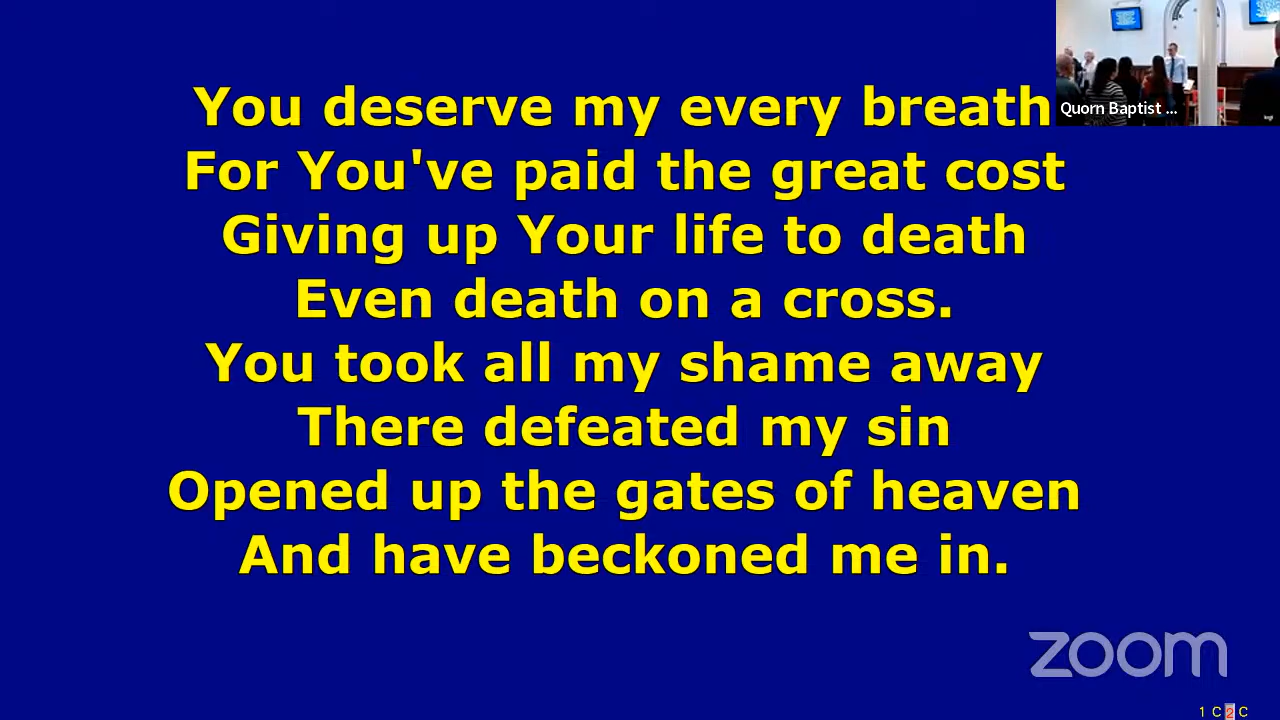 You deserve my every breath
For You've paid the great cost
Giving up Your life to death
Even death on a cross.
You took all my shame away
There defeated my sin
Opened up the gates of heaven
And have beckoned me in.
Quorn Baptist ...
zoom
1 C 2 C